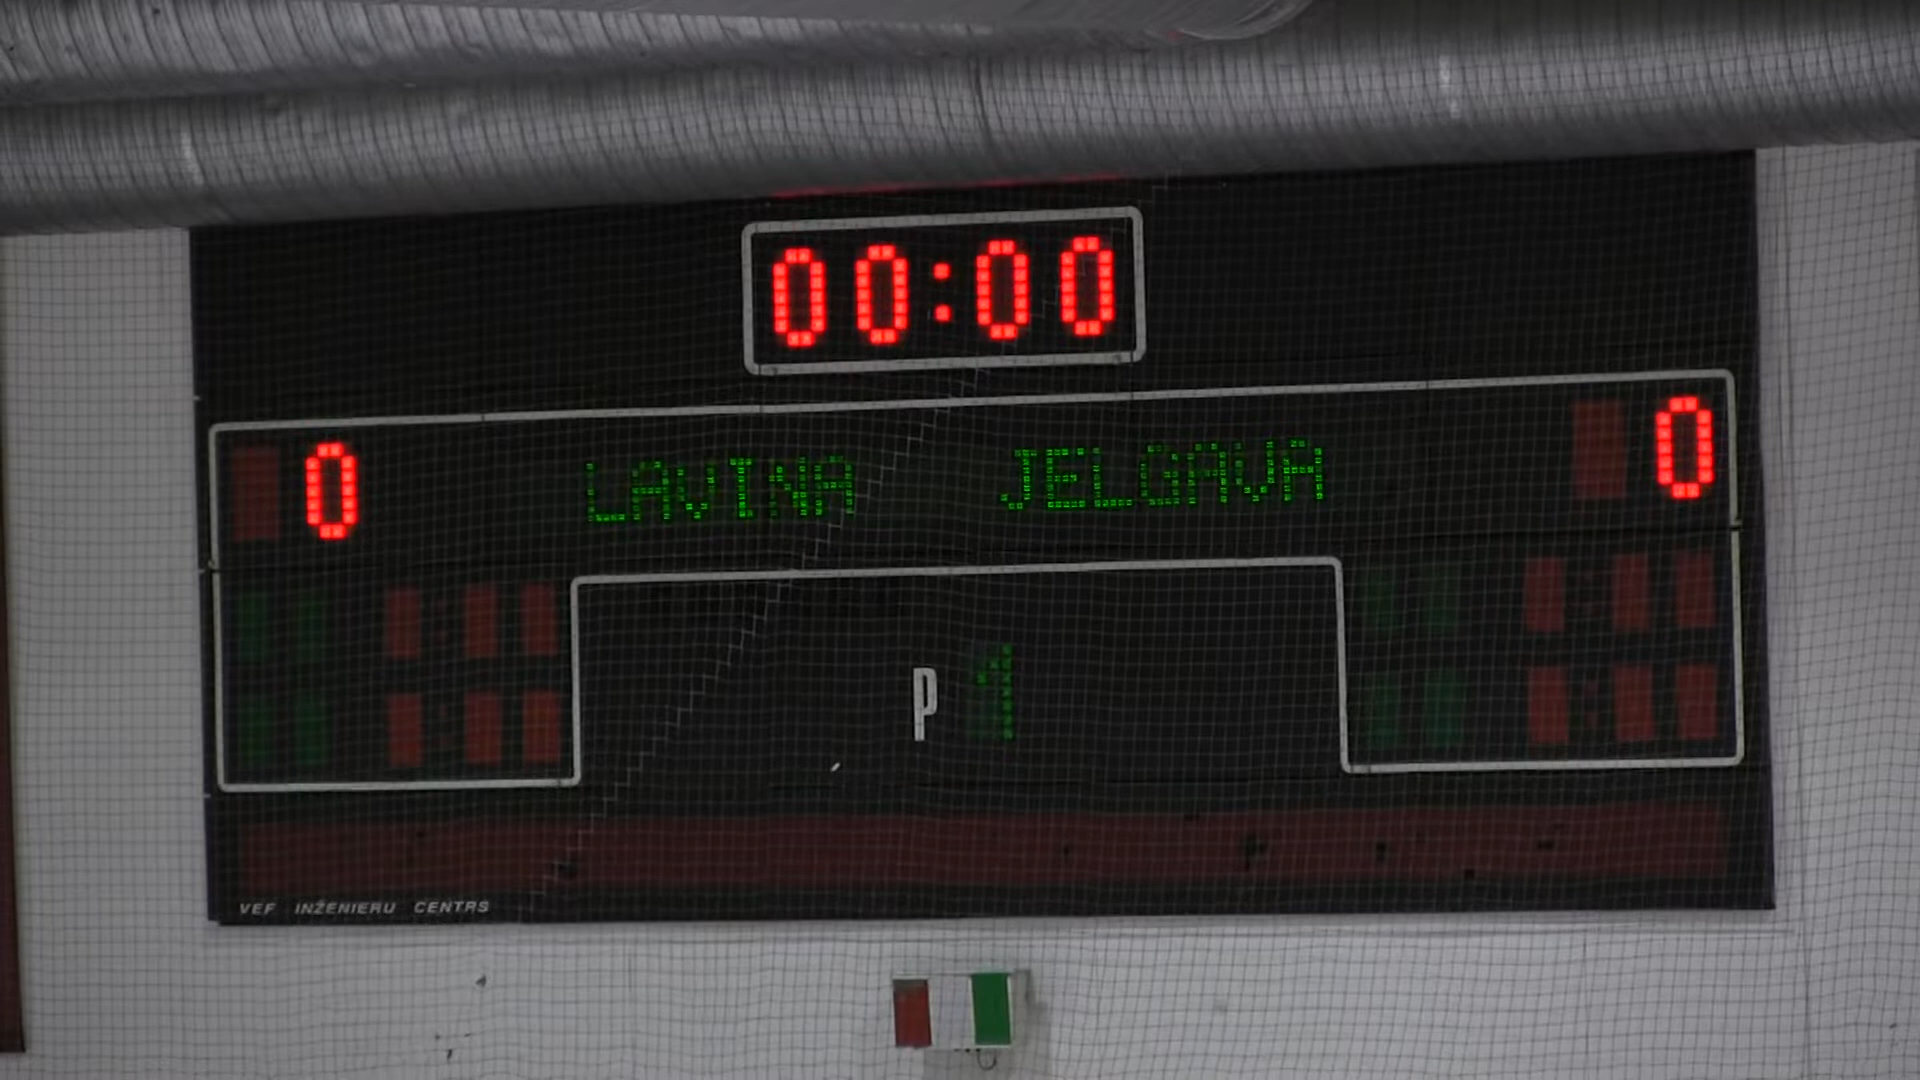 00:00
0 LAVINA JELGAVA 0
P 1
VEF INŽENIERU CENTRS